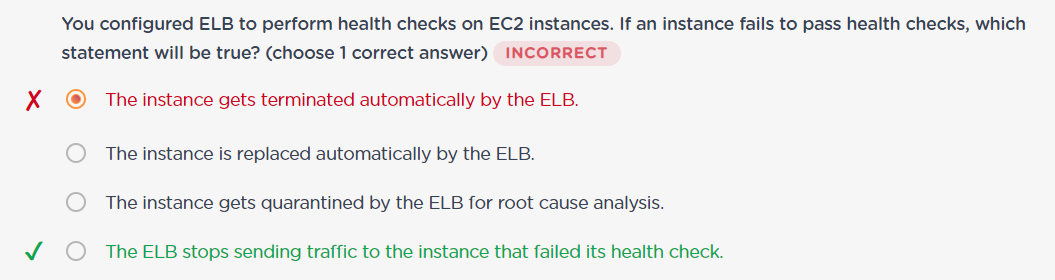 You configured ELB to perform health checks on EC2 instances. If an instance fails to pass health checks, which
statement will be true? (choose 1 correct answer) INCORRECT
The instance gets terminated automatically by the ELB.
The instance is replaced automatically by the ELB.
The instance gets quarantined by the ELB for root cause analysis.
The ELB stops sending traffic to the instance that failed its health check.